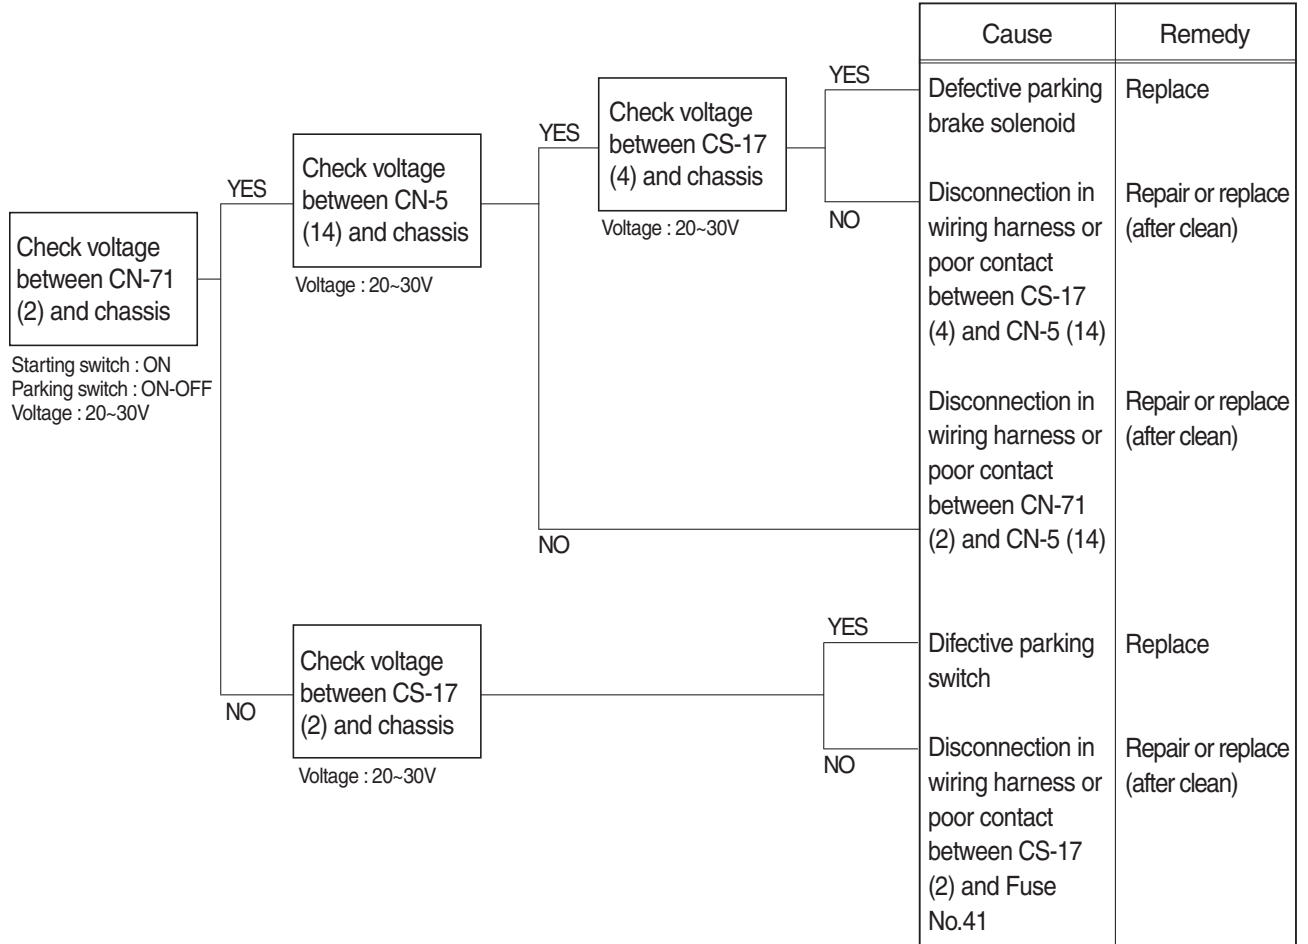 Cause
Remedy
YES
Defective parking
brake solenoid
Replace
Check voltage
between CS-17
(4) and chassis
Voltage : 20~30V
YES
NO
Disconnection in
wiring harness or
poor contact
between CS-17
(4) and CN-5 (14)
Repair or replace
(after clean)
Check voltage
between CN-5
(14) and chassis
Voltage : 20~30V
YES
Check voltage
between CN-71
(2) and chassis
Starting switch : ON
Parking switch : ON-OFF
Voltage : 20~30V
Disconnection in
wiring harness or
poor contact
between CN-71
(2) and CN-5 (14)
Repair or replace
(after clean)
NO
YES
Difective parking
switch
Replace
Check voltage
between CS-17
(2) and chassis
Voltage : 20~30V
NO
NO
Disconnection in
wiring harness or
poor contact
between CS-17
(2) and Fuse
No.41
Repair or replace
(after clean)